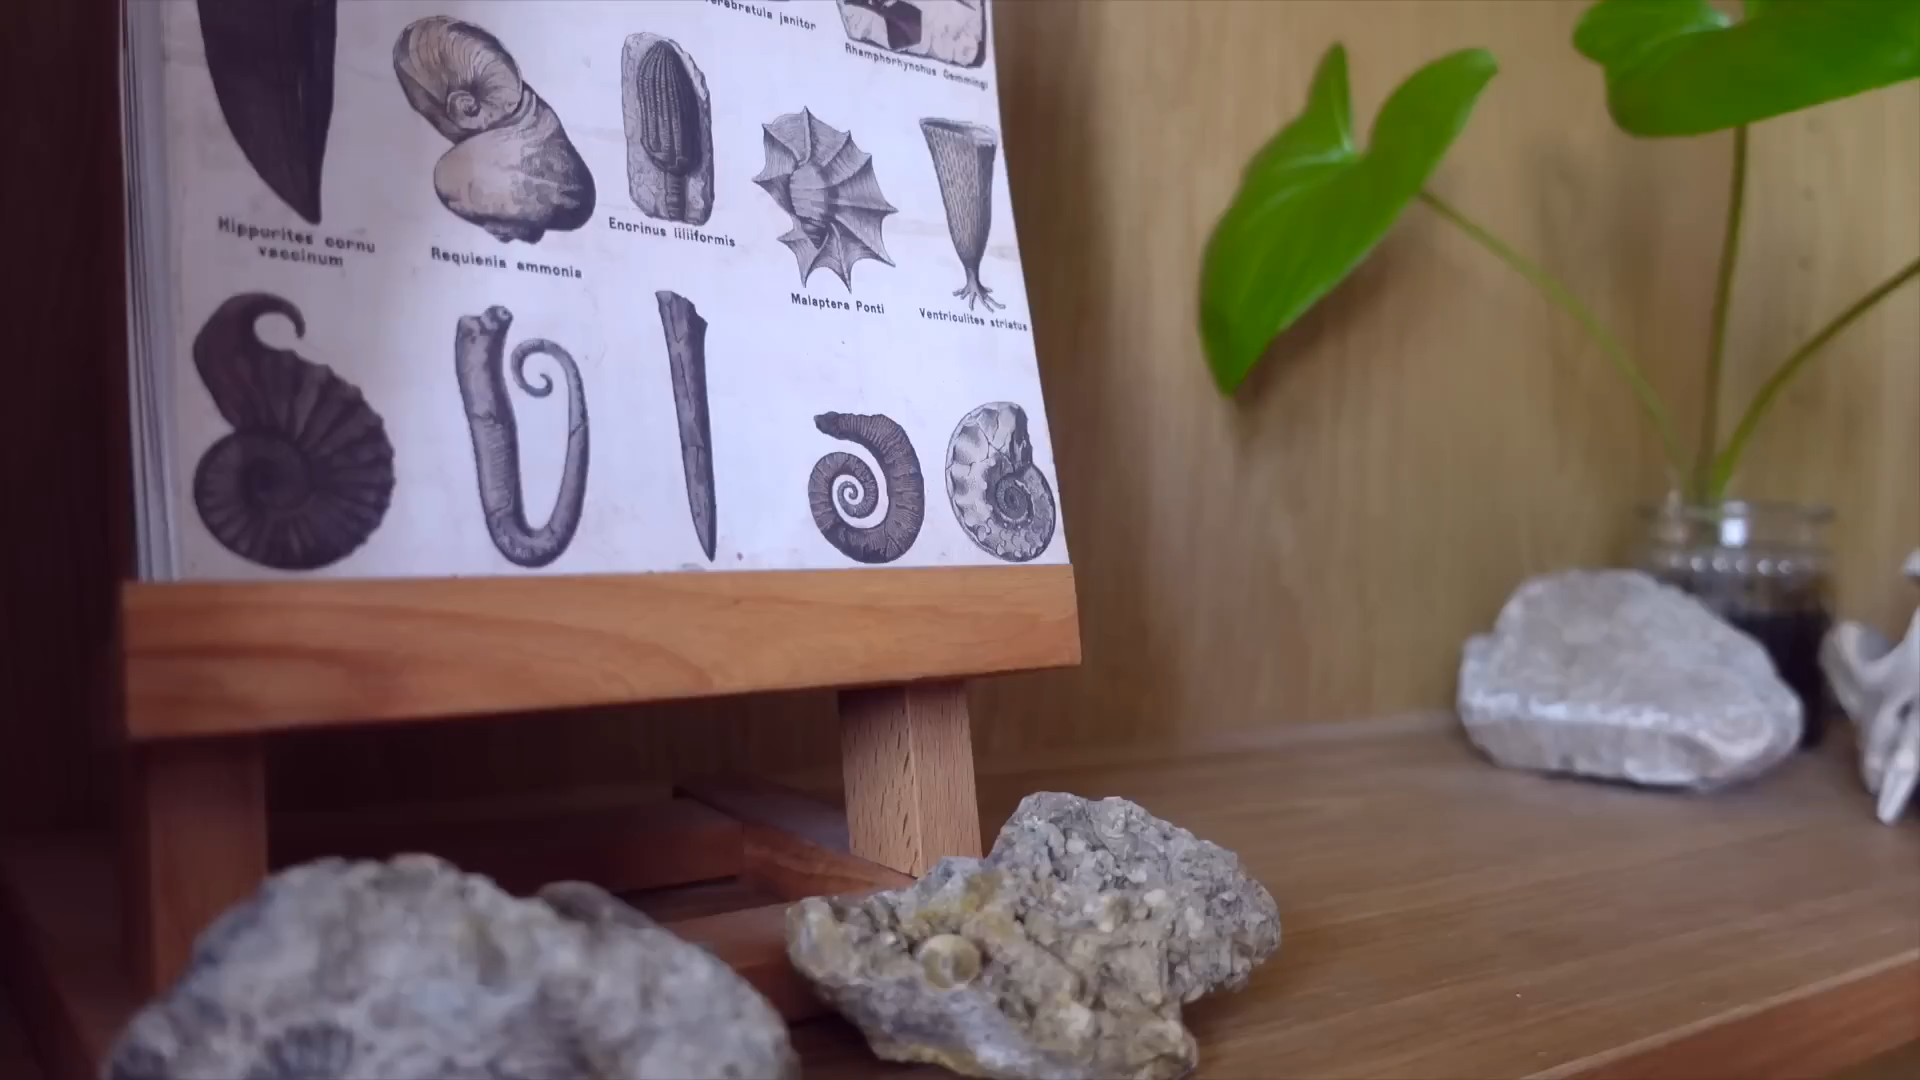 Terebratula janitor
Rhamphorhynchus Gemmingi
Hippurites cornu
vaccinum
Requienia ammonia
Encrinus liliiformis
Malaptera Ponti
Ventriculites striatus